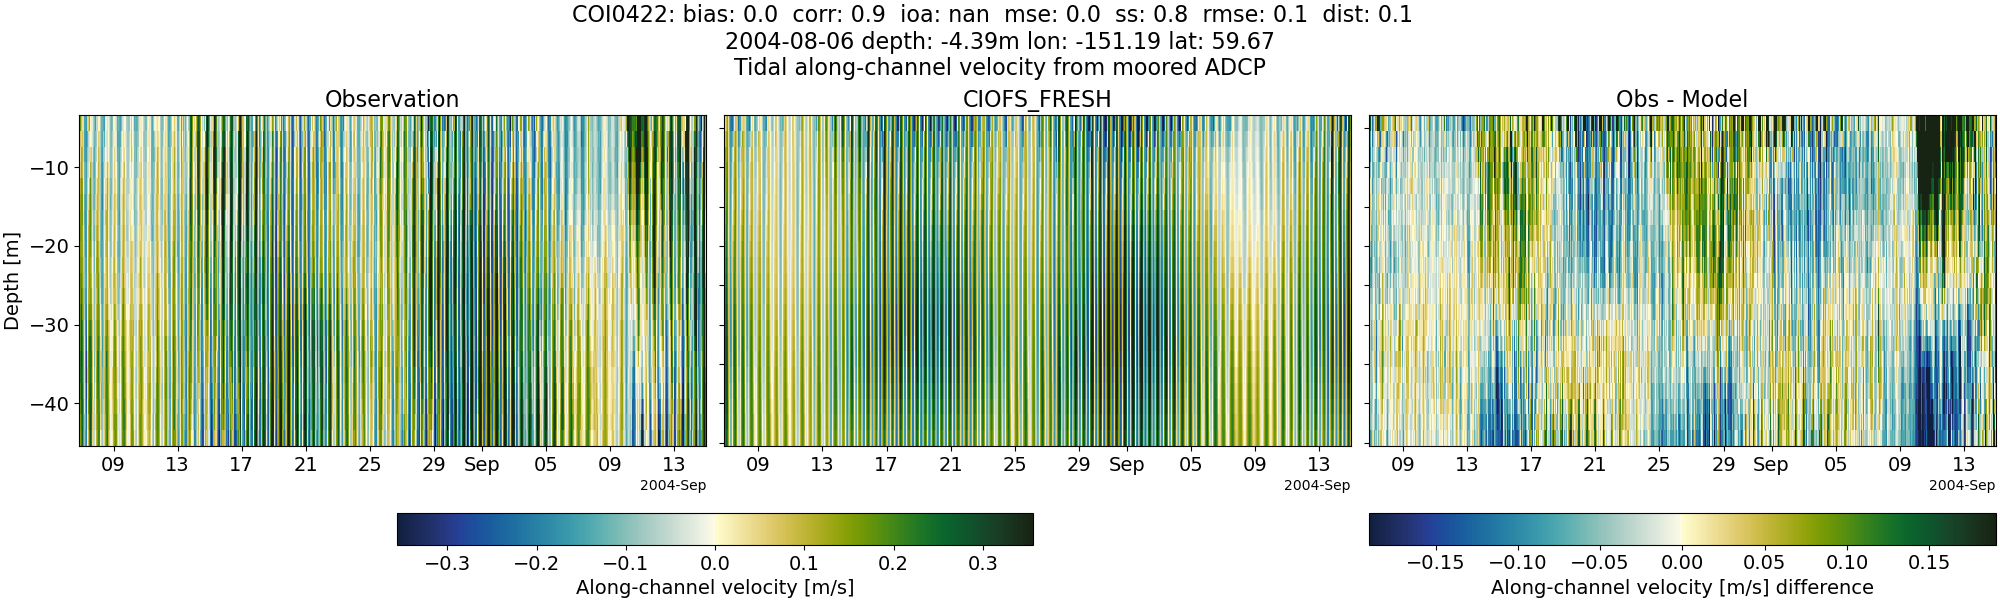 COI0422: bias: 0.0 corr: 0.9 ioa: nan mse: 0.0 ss: 0.8 rmse: 0.1 dist: 0.1
2004-08-06 depth: -4.39m lon: -151.19 lat: 59.67
Tidal along-channel velocity from moored ADCP
Observation
CIOFS_FRESH
Obs - Model
Depth [m]
−10
−20
−30
−40
09 13 17 21 25 29 Sep 05 09 13
2004-Sep
09 13 17 21 25 29 Sep 05 09 13
2004-Sep
09 13 17 21 25 29 Sep 05 09 13
2004-Sep
−0.3 −0.2 −0.1 0.0 0.1 0.2 0.3
Along-channel velocity [m/s]
−0.15 −0.10 −0.05 0.00 0.05 0.10 0.15
Along-channel velocity [m/s] difference